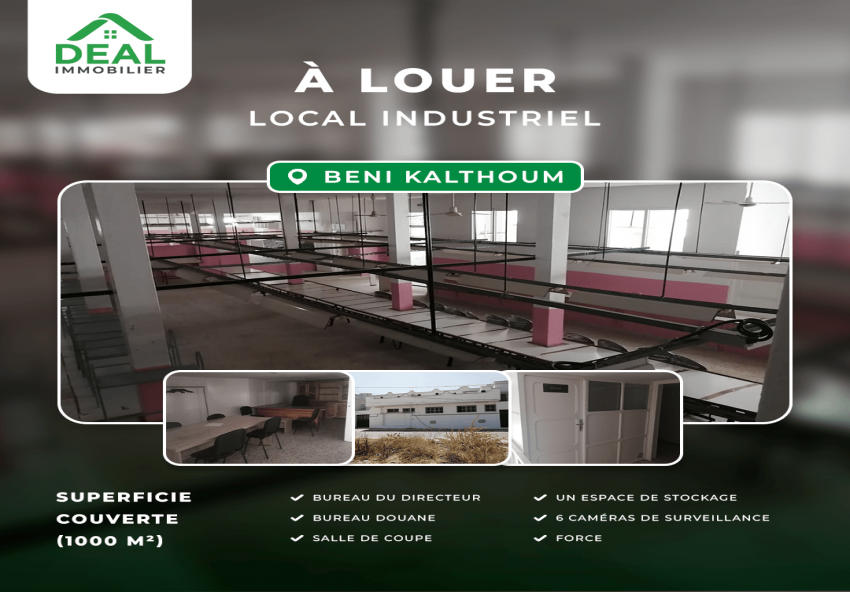 DEAL
IMMOBILIER
À LOUER
LOCAL INDUSTRIEL
BENI KALTHOUM
SUPERFICIE
COUVERTE
(1000 M²)
BUREAU DU DIRECTEUR
BUREAU DOUANE
SALLE DE COUPE
UN ESPACE DE STOCKAGE
6 CAMÉRAS DE SURVEILLANCE
FORCE